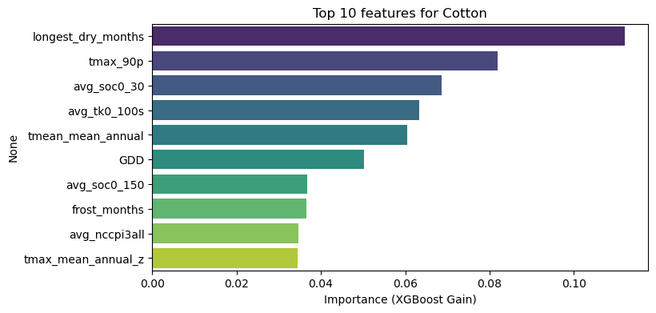 Top 10 features for Cotton
None
longest_dry_months
tmax_90p
avg_soc0_30
avg_tk0_100s
tmean_mean_annual
GDD
avg_soc0_150
frost_months
avg_nccpi3all
tmax_mean_annual_z
0.00 0.02 0.04 0.06 0.08 0.10
Importance (XGBoost Gain)